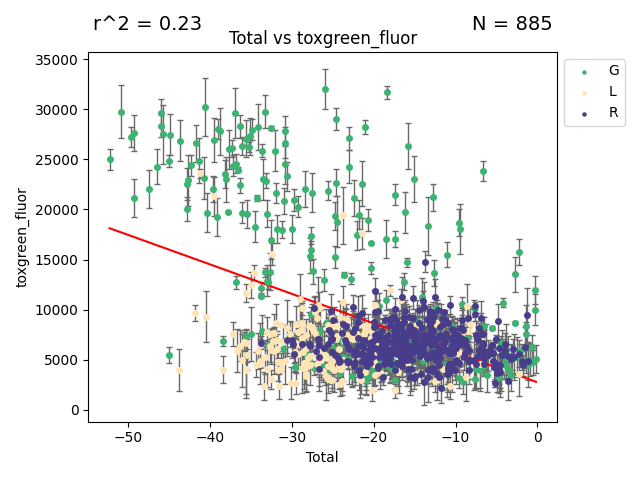 r^2 = 0.23 N = 885
Total vs toxgreen_fluor
35000
30000
25000
20000
15000
10000
5000
0
toxgreen_fluor
−50 −40 −30 −20 −10 0
Total
G
L
R